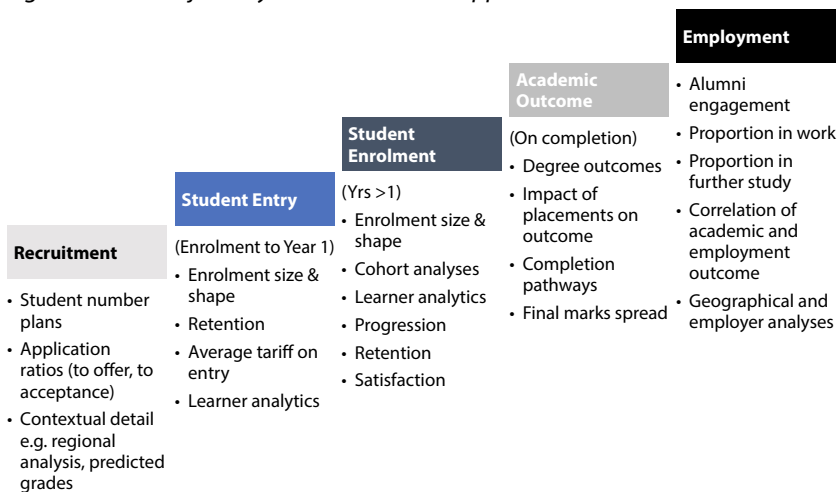 Recruitment
• Student number
plans
• Application
ratios (to offer, to
acceptance)
• Contextual detail
e.g. regional
analysis, predicted
grades
Student Entry
(Enrolment to Year 1)
• Enrolment size &
shape
• Retention
• Average tariff on
entry
• Learner analytics
Student
Enrolment
(Yrs >1)
• Enrolment size &
shape
• Cohort analyses
• Learner analytics
• Progression
• Retention
• Satisfaction
Academic
Outcome
(On completion)
• Degree outcomes
• Impact of
placements on
outcome
• Completion
pathways
• Final marks spread
Employment
• Alumni
engagement
• Proportion in work
• Proportion in
further study
• Correlation of
academic and
employment
outcome
• Geographical and
employer analyses